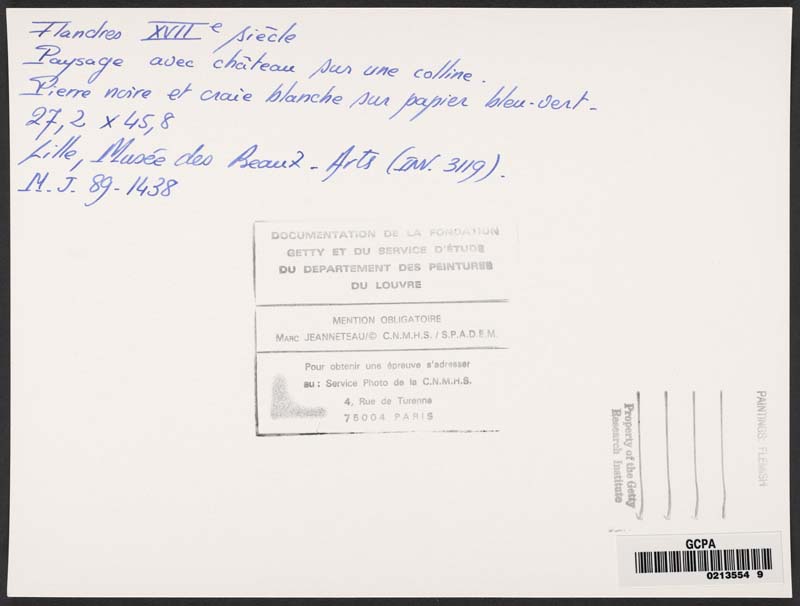 Flandres XVII e siècle
Paysage avec château sur une colline.
Pierre noire et craie blanche sur papier bleu-vert-
27,2 x 45,8
Lille, Musée des Beaux-Arts (INV. 3119).
M.J. 89-1438
DOCUMENTATION DE LA FONDATION
GETTY ET DU SERVICE D'ÉTUDE
DU DEPARTEMENT DES PEINTURES
DU LOUVRE
MENTION OBLIGATOIRE
MARC JEANNETEAU/© C.N.M.H.S. / S.P.A.D.E.M.
Pour obtenir une épreuve s'adresser
au : Service Photo de la C.N.M.H.S.
4, Rue de Turenne
75004 PARIS
Property of the Getty
Research Institute
PAINTINGS: FLEMISH
GCPA
0213554 9